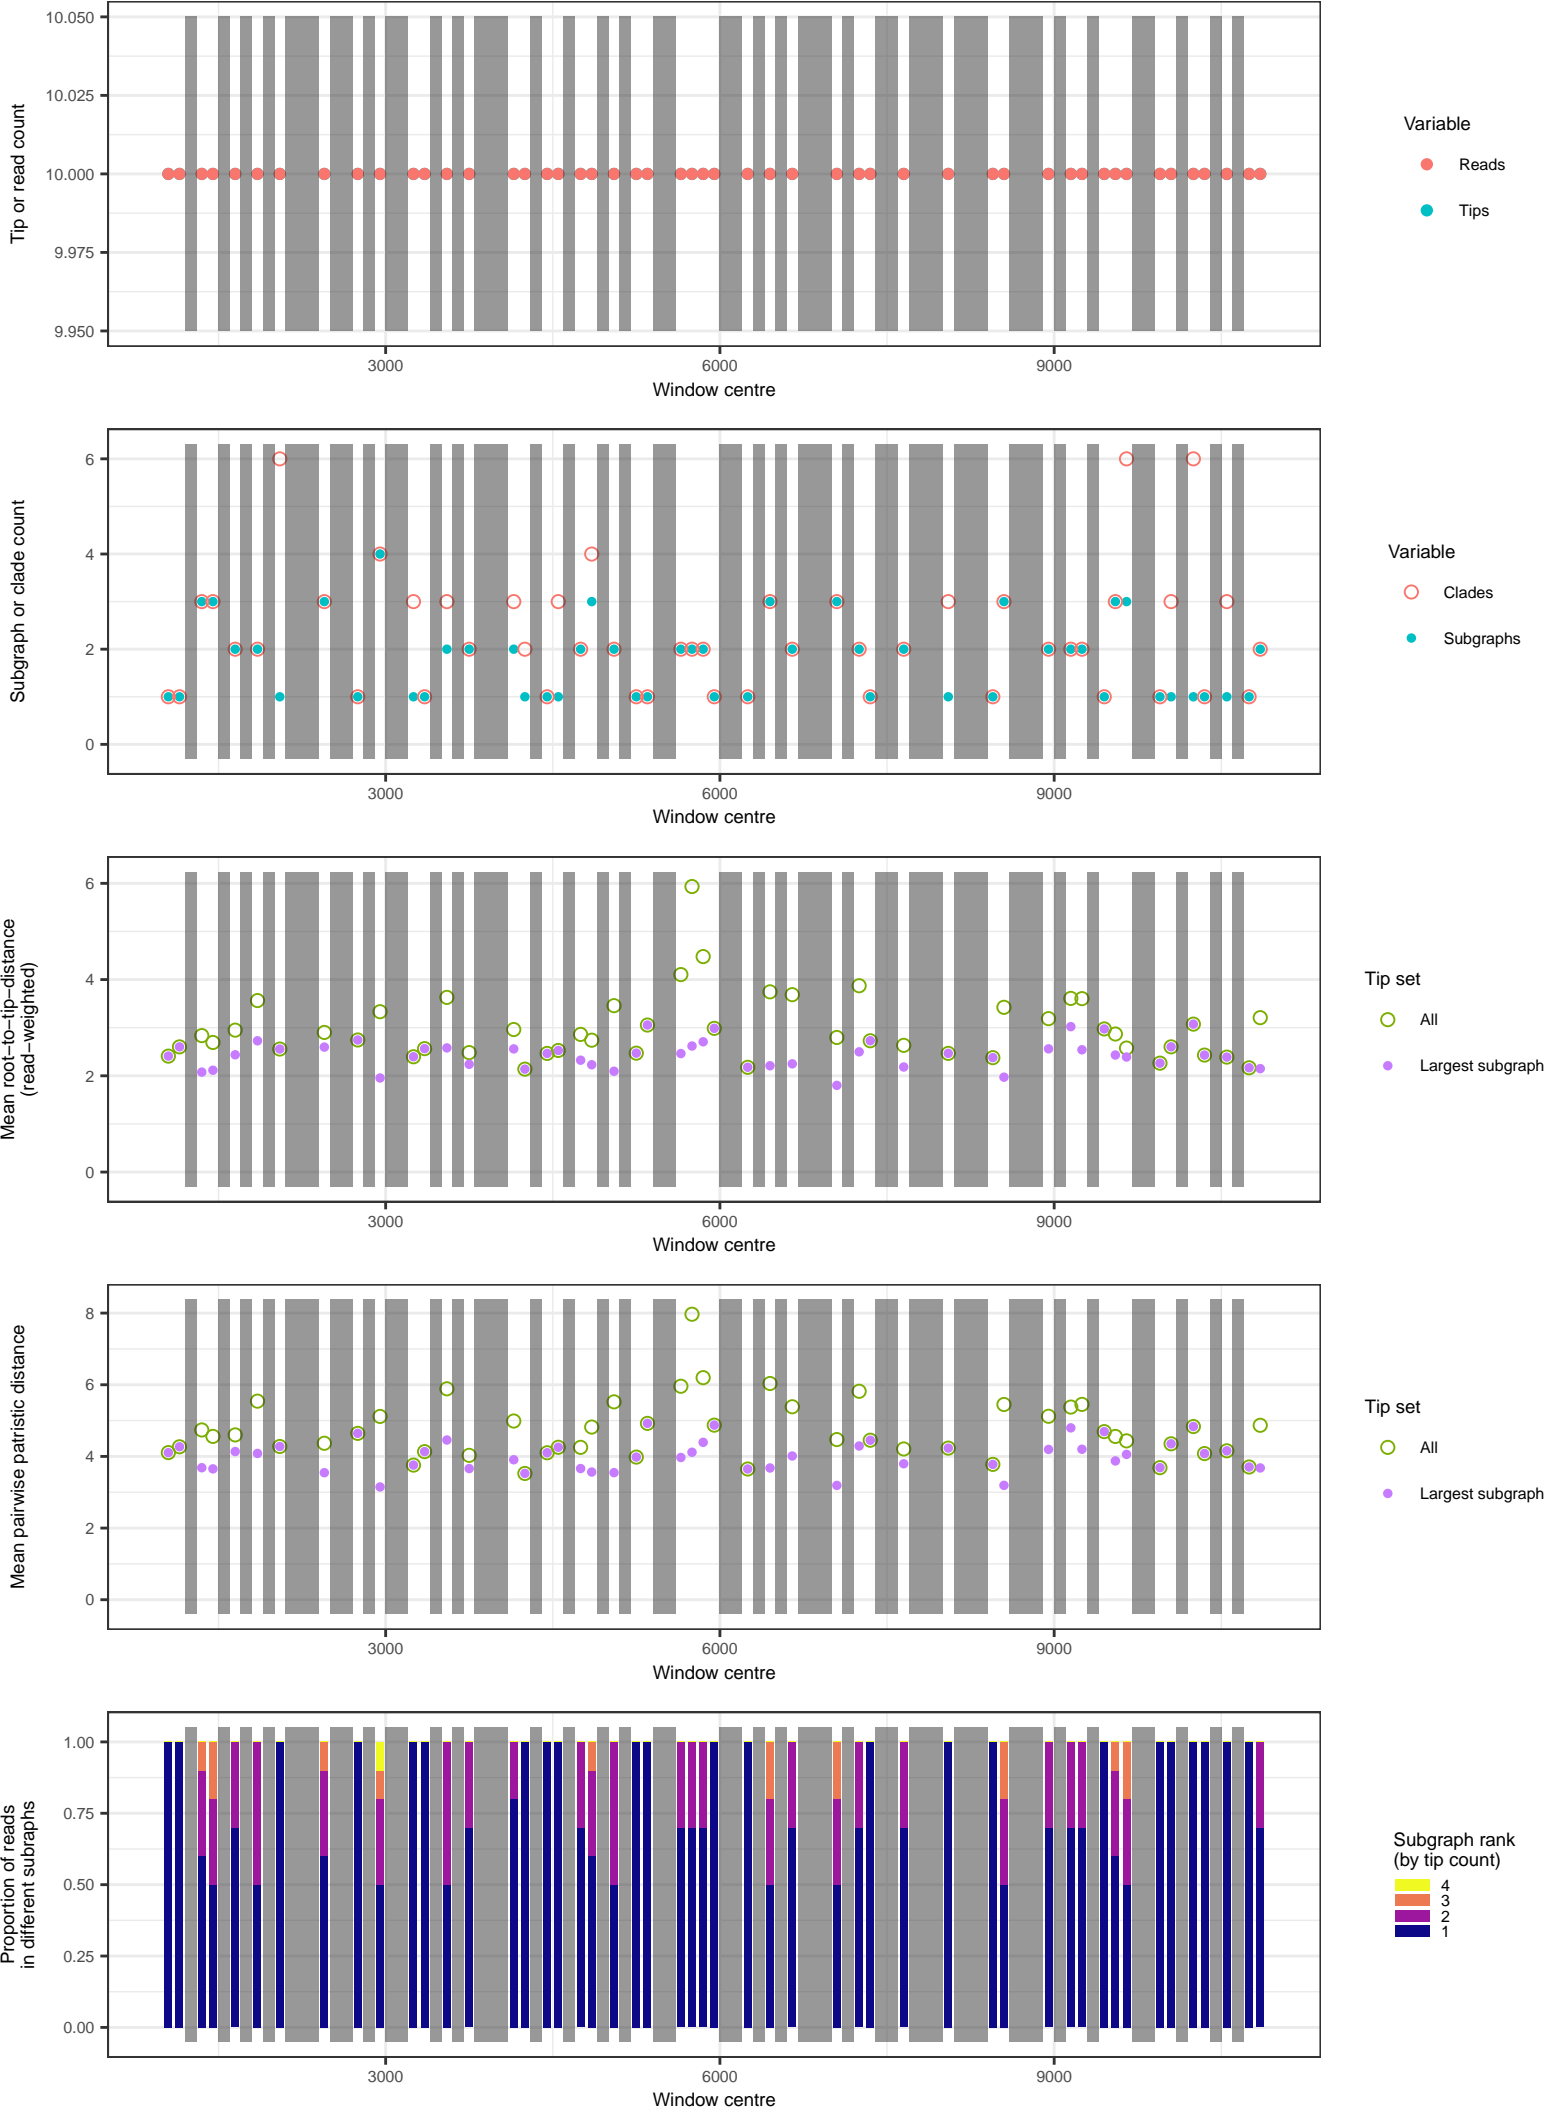 10.050
10.025
10.000
9.975
9.950
Tip or read count
3000
6000
9000
Window centre
Variable
Reads
Tips
6
4
2
0
Subgraph or clade count
3000
6000
9000
Window centre
Variable
Clades
Subgraphs
6
4
2
0
Mean root–to–tip–distance
(read–weighted)
3000
6000
9000
Window centre
Tip set
All
Largest subgraph
8
6
4
2
0
Mean pairwise patristic distance
3000
6000
9000
Window centre
Tip set
All
Largest subgraph
1.00
0.75
0.50
0.25
0.00
Proportion of reads
in different subraphs
3000
6000
9000
Window centre
Subgraph rank
(by tip count)
4
3
2
1